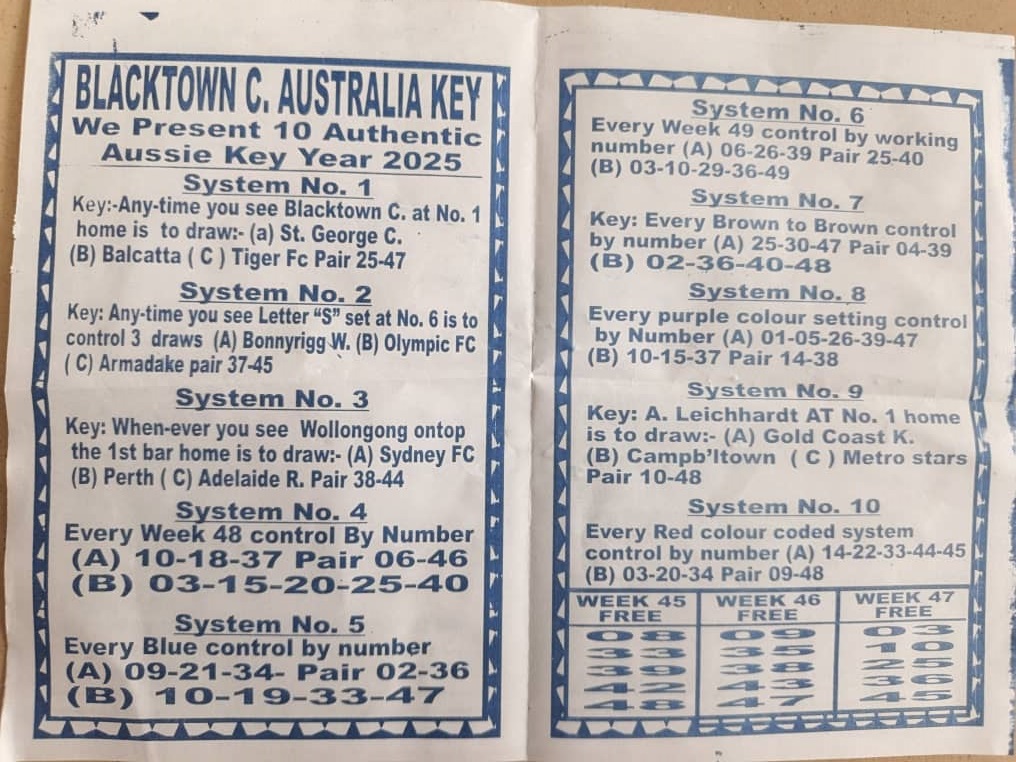 BLACKTOWN C. AUSTRALIA KEY
We Present 10 Authentic
Aussie Key Year 2025
System No. 1
Key:-Any-time you see Blacktown C. at No. 1
home is to draw:- (a) St. George C.
(B) Balcatta ( C ) Tiger Fc Pair 25-47
System No. 2
Key: Any-time you see Letter “S” set at No. 6 is to
control 3 draws (A) Bonnyrigg W. (B) Olympic FC
( C) Armadake pair 37-45
System No. 3
Key: When-ever you see Wollongong ontop
the 1st bar home is to draw:- (A) Sydney FC
(B) Perth ( C) Adelaide R. Pair 38-44
System No. 4
Every Week 48 control By Number
(A) 10-18-37 Pair 06-46
(B) 03-15-20-25-40
System No. 5
Every Blue control by number
(A) 09-21-34- Pair 02-36
(B) 10-19-33-47
System No. 6
Every Week 49 control by working
number (A) 06-26-39 Pair 25-40
(B) 03-10-29-36-49
System No. 7
Key: Every Brown to Brown control
by number (A) 25-30-47 Pair 04-39
(B) 02-36-40-48
System No. 8
Every purple colour setting control
by Number (A) 01-05-26-39-47
(B) 10-15-37 Pair 14-38
System No. 9
Key: A. Leichhardt AT No. 1 home
is to draw:- (A) Gold Coast K.
(B) Campb'ltown ( C ) Metro stars
Pair 10-48
System No. 10
Every Red colour coded system
control by number (A) 14-22-33-44-45
(B) 03-20-34 Pair 09-48
WEEK 45 WEEK 46 WEEK 47
FREE FREE FREE
08 09 03
33 35 10
39 38 25
42 43 36
48 47 45